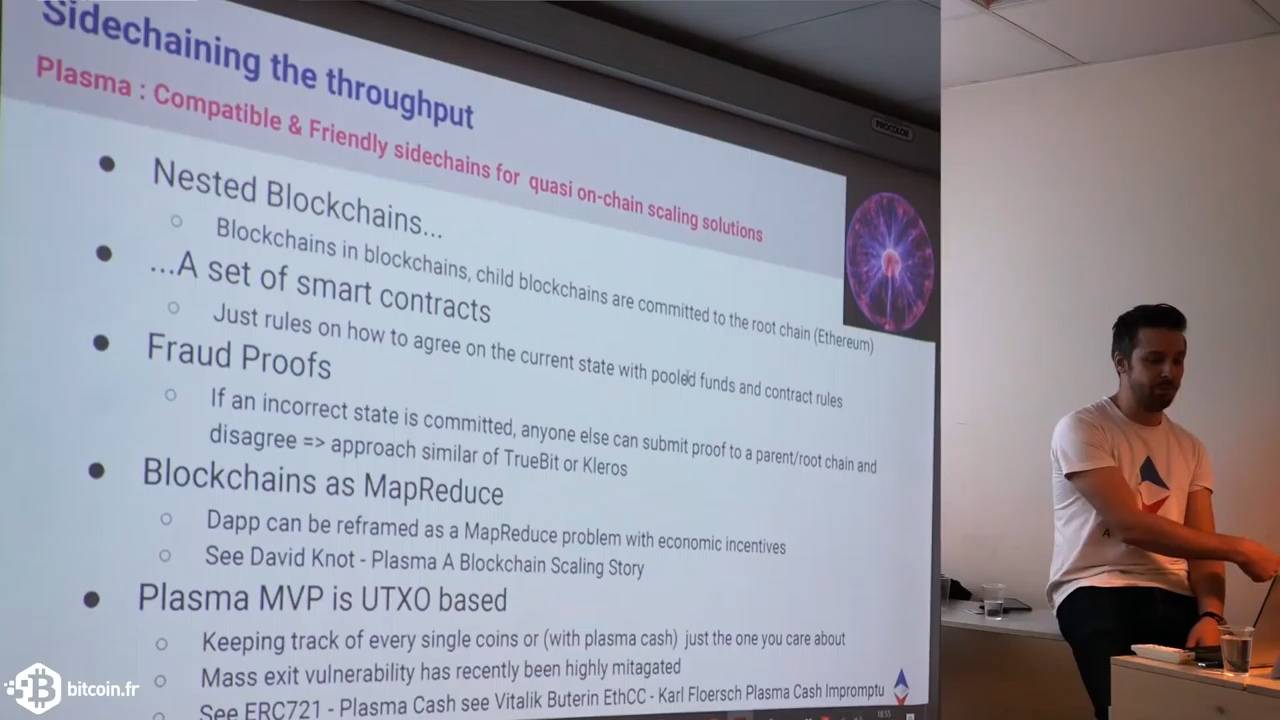 Sidechaining the throughput
Plasma : Compatible & Friendly sidechains for quasi on-chain scaling solutions
PROCOLOR
Nested Blockchains...
Blockchains in blockchains, child blockchains are committed to the root chain (Ethereum)
...A set of smart contracts
Just rules on how to agree on the current state with pooled funds and contract rules
Fraud Proofs
If an incorrect state is committed, anyone else can submit proof to a parent/root chain and
disagree => approach similar of TrueBit or Kleros
Blockchains as MapReduce
Dapp can be reframed as a MapReduce problem with economic incentives
See David Knot - Plasma A Blockchain Scaling Story
Plasma MVP is UTXO based
Keeping track of every single coins or (with plasma cash) just the one you care about
Mass exit vulnerability has recently been highly mitagated
See ERC721 - Plasma Cash see Vitalik Buterin EthCC - Karl Floersch Plasma Cash Impromptu
bitcoin.fr